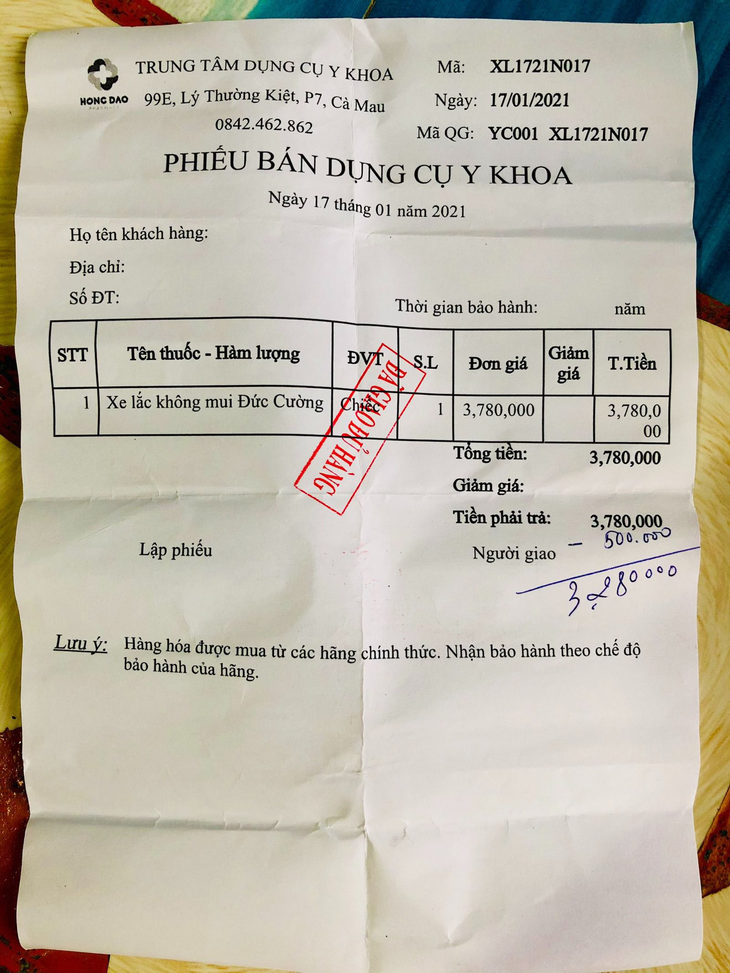 HONG DAO
TRUNG TÂM DỤNG CỤ Y KHOA
99E, Lý Thường Kiệt, P7, Cà Mau
0842.462.862
Mã: XL1721N017
Ngày: 17/01/2021
Mã QG: YC001 XL1721N017
PHIẾU BÁN DỤNG CỤ Y KHOA
Ngày 17 tháng 01 năm 2021
Họ tên khách hàng:
Địa chỉ:
Số ĐT:
Thời gian bảo hành: năm
STT Tên thuốc - Hàm lượng ĐVT S.L Đơn giá Giảm giá T.Tiền
1 Xe lắc không mui Đức Cường Chiếc 1 3,780,000 3,780,0
00
ĐÃ GIAO ĐỦ HÀNG
Tổng tiền: 3,780,000
Giảm giá:
Tiền phải trả: 3,780,000
- 500.000
Lập phiếu
Người giao
3,280000
Lưu ý: Hàng hóa được mua từ các hãng chính thức. Nhận bảo hành theo chế độ
bảo hành của hãng.